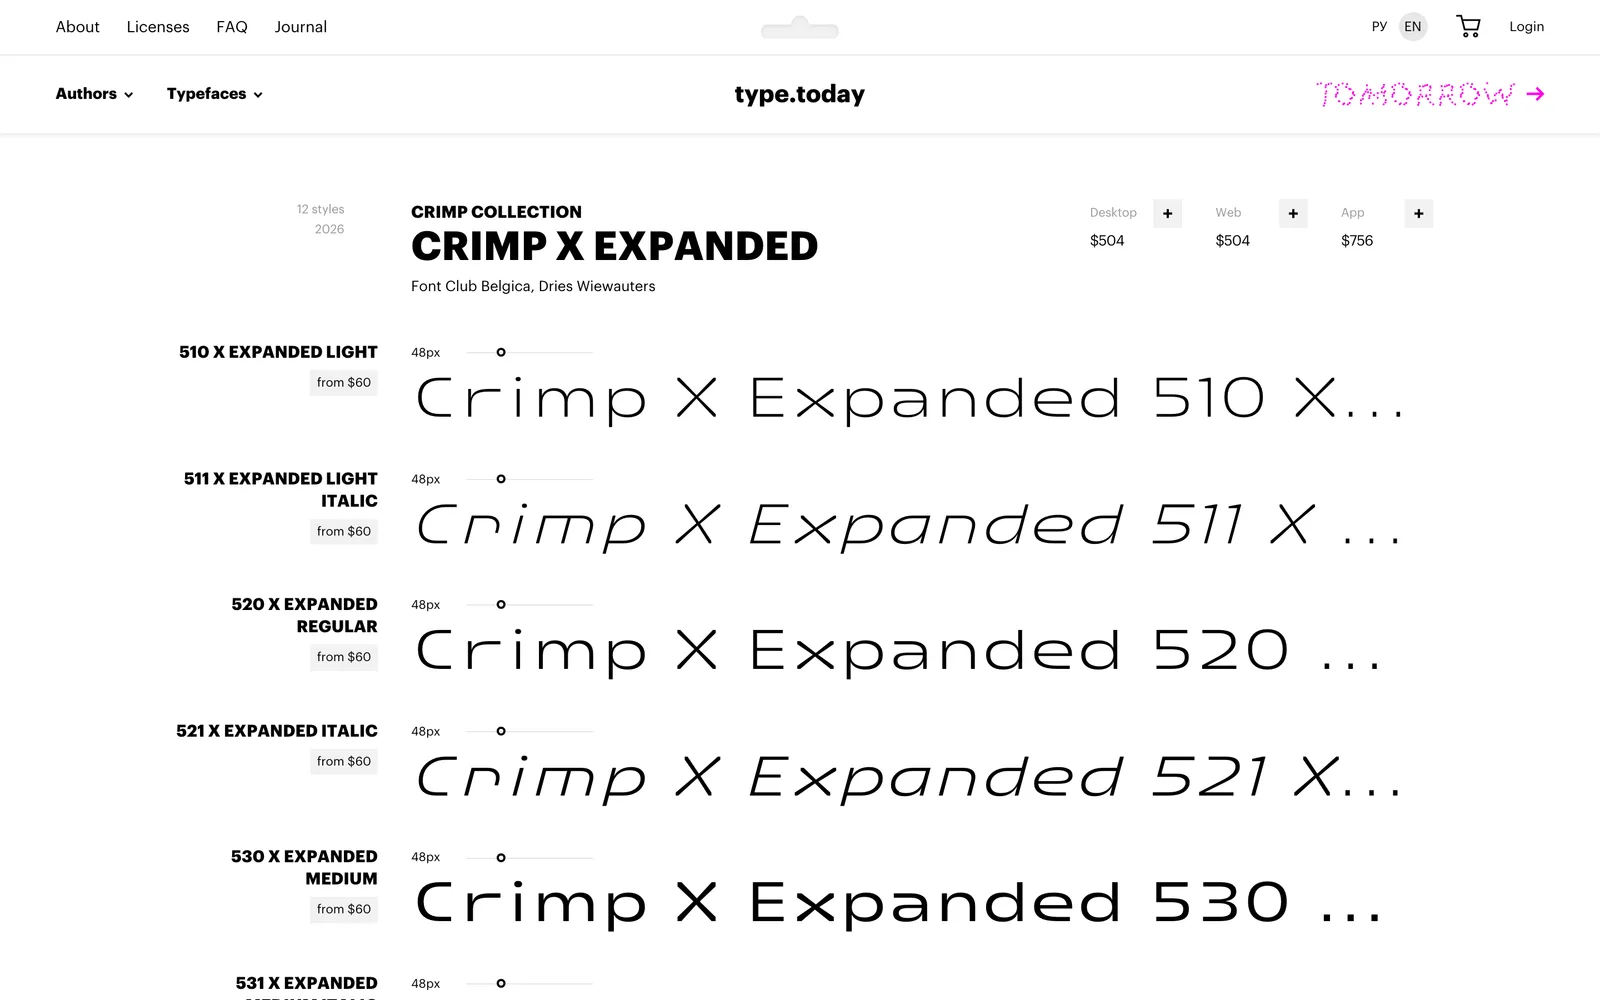 About Licenses FAQ Journal
РУ EN Login
Authors Typefaces
type.today
TOMORROW →
12 styles
2026
CRIMP COLLECTION
CRIMP X EXPANDED
Font Club Belgica, Dries Wiewauters
Desktop + Web + App +
$504 $504 $756
510 X EXPANDED LIGHT
from $60
48px
Crimp X Expanded 510 X...
511 X EXPANDED LIGHT
ITALIC
from $60
48px
Crimp X Expanded 511 X ...
520 X EXPANDED
REGULAR
from $60
48px
Crimp X Expanded 520 ...
521 X EXPANDED ITALIC
from $60
48px
Crimp X Expanded 521 X...
530 X EXPANDED
MEDIUM
from $60
48px
Crimp X Expanded 530 ...
531 X EXPANDED
48px